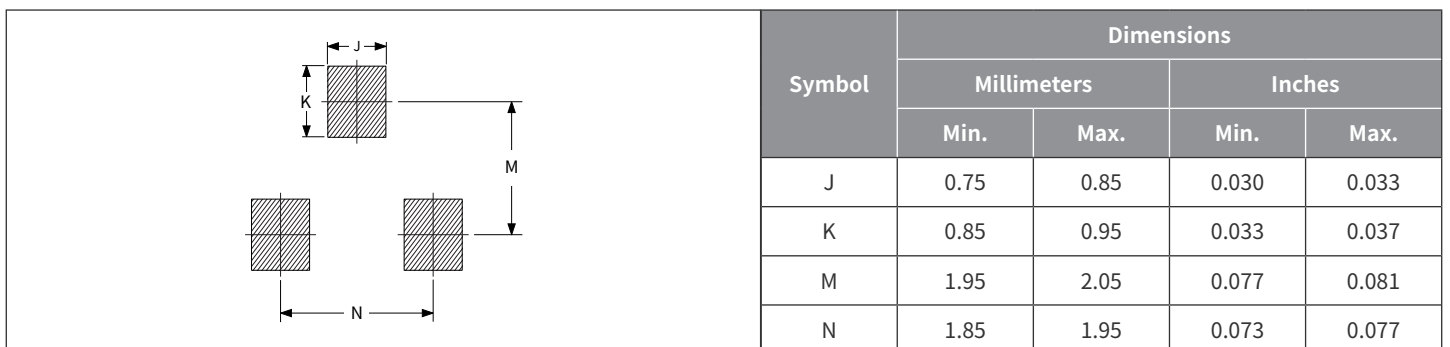 J
K
M
N
Dimensions
Symbol Millimeters Inches
Min. Max. Min. Max.
J 0.75 0.85 0.030 0.033
K 0.85 0.95 0.033 0.037
M 1.95 2.05 0.077 0.081
N 1.85 1.95 0.073 0.077